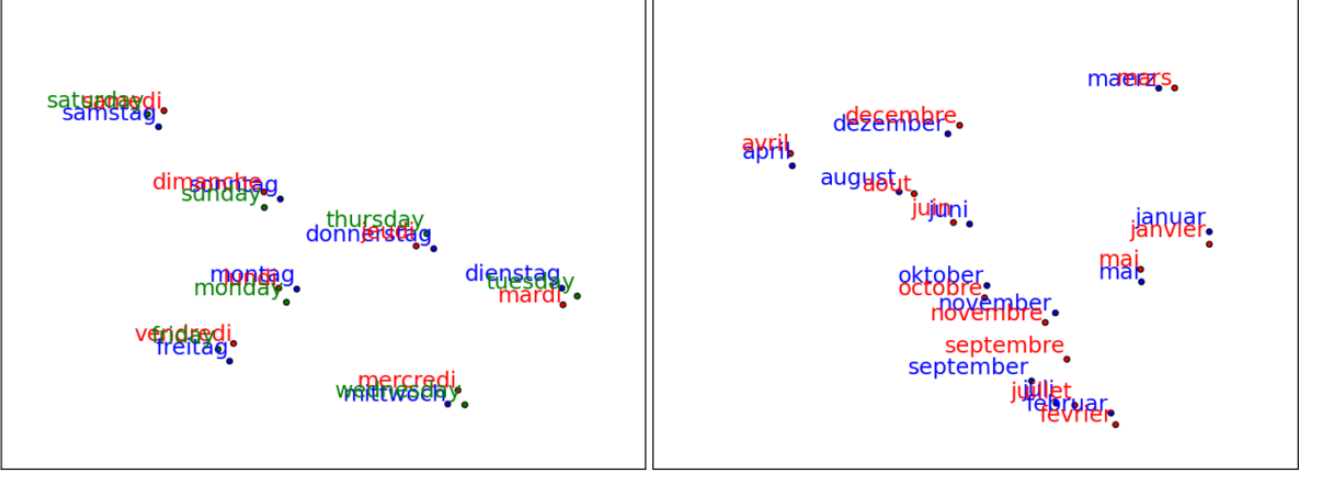 saturday
samedi
samstag
dimanche
sonntag
sunday
thursday
jeudi
donnerstag
montag
lundi
monday
dienstag
tuesday
mardi
vendredi
friday
freitag
mercredi
wednesday
mittwoch
maerz
mars
decembre
dezember
avril
april
august
aout
juin
juni
januar
janvier
mai
mai
oktober
octobre
november
novembre
septembre
september
juli
juillet
februar
fevrier